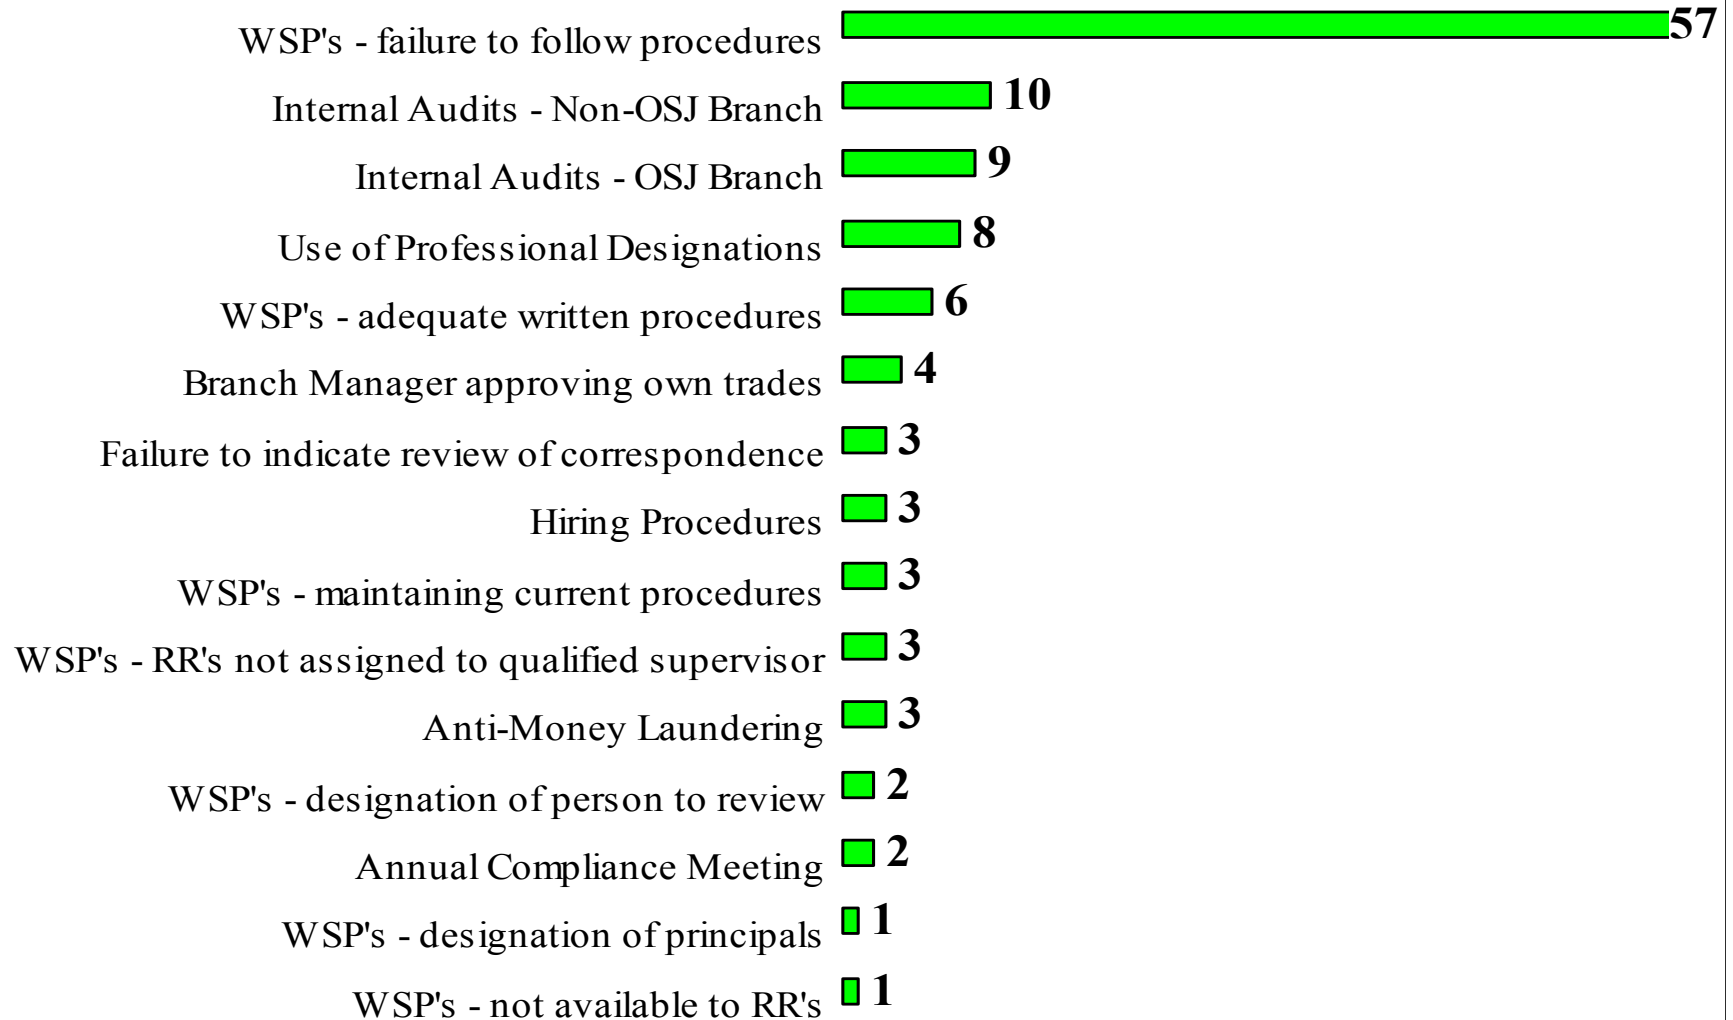 WSP's - failure to follow procedures 57
Internal Audits - Non-OSJ Branch 10
Internal Audits - OSJ Branch 9
Use of Professional Designations 8
WSP's - adequate written procedures 6
Branch Manager approving own trades 4
Failure to indicate review of correspondence 3
Hiring Procedures 3
WSP's - maintaining current procedures 3
WSP's - RR's not assigned to qualified supervisor 3
Anti-Money Laundering 3
WSP's - designation of person to review 2
Annual Compliance Meeting 2
WSP's - designation of principals 1
WSP's - not available to RR's 1